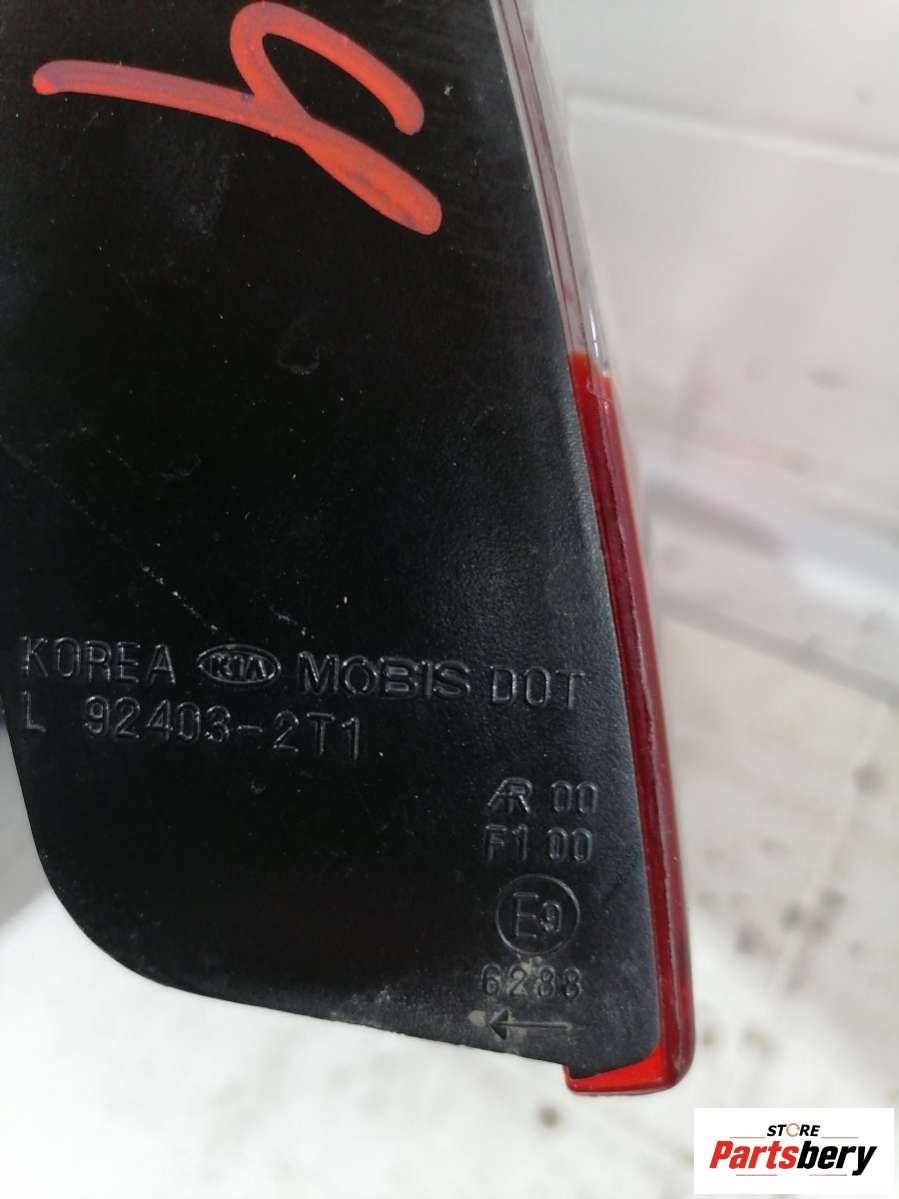 KOREA KIA MOBIS DOT
L 92403-2T1
AR 00
F1 00
E9
6288
STORE
Partsbery